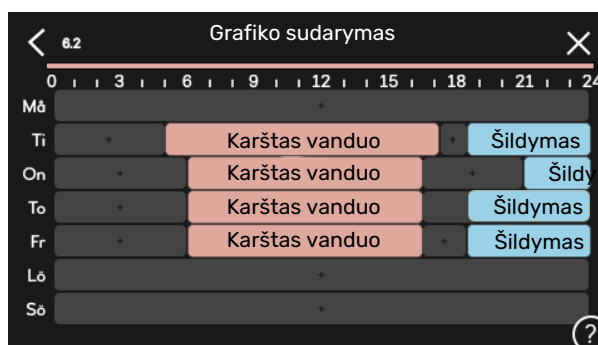 6.2 Grafiko sudarymas
0 3 6 9 12 15 18 21 24
Må
Ti Karštas vanduo Šildymas
On Karštas vanduo Šildy
To Karštas vanduo Šildymas
Fr Karštas vanduo Šildymas
Lö
Sö
?